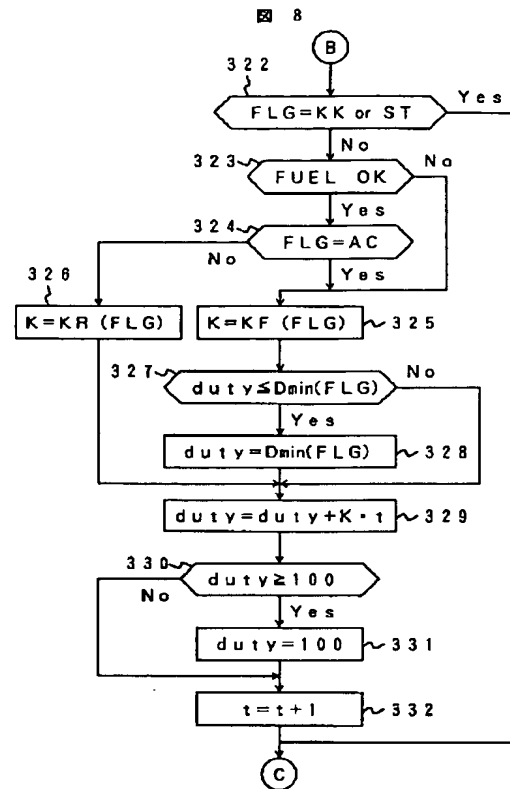 図 8
B
322
FLG=KK or ST
Yes
No
323
FUEL OK
No
Yes
324
FLG=AC
No
Yes
326
K=KR (FLG)
K=KF (FLG)
325
327
duty≦Dmin(FLG)
No
Yes
duty=Dmin(FLG)
328
duty=duty+K・t
329
330
duty≧100
No
Yes
duty=100
331
t=t+1
332
C